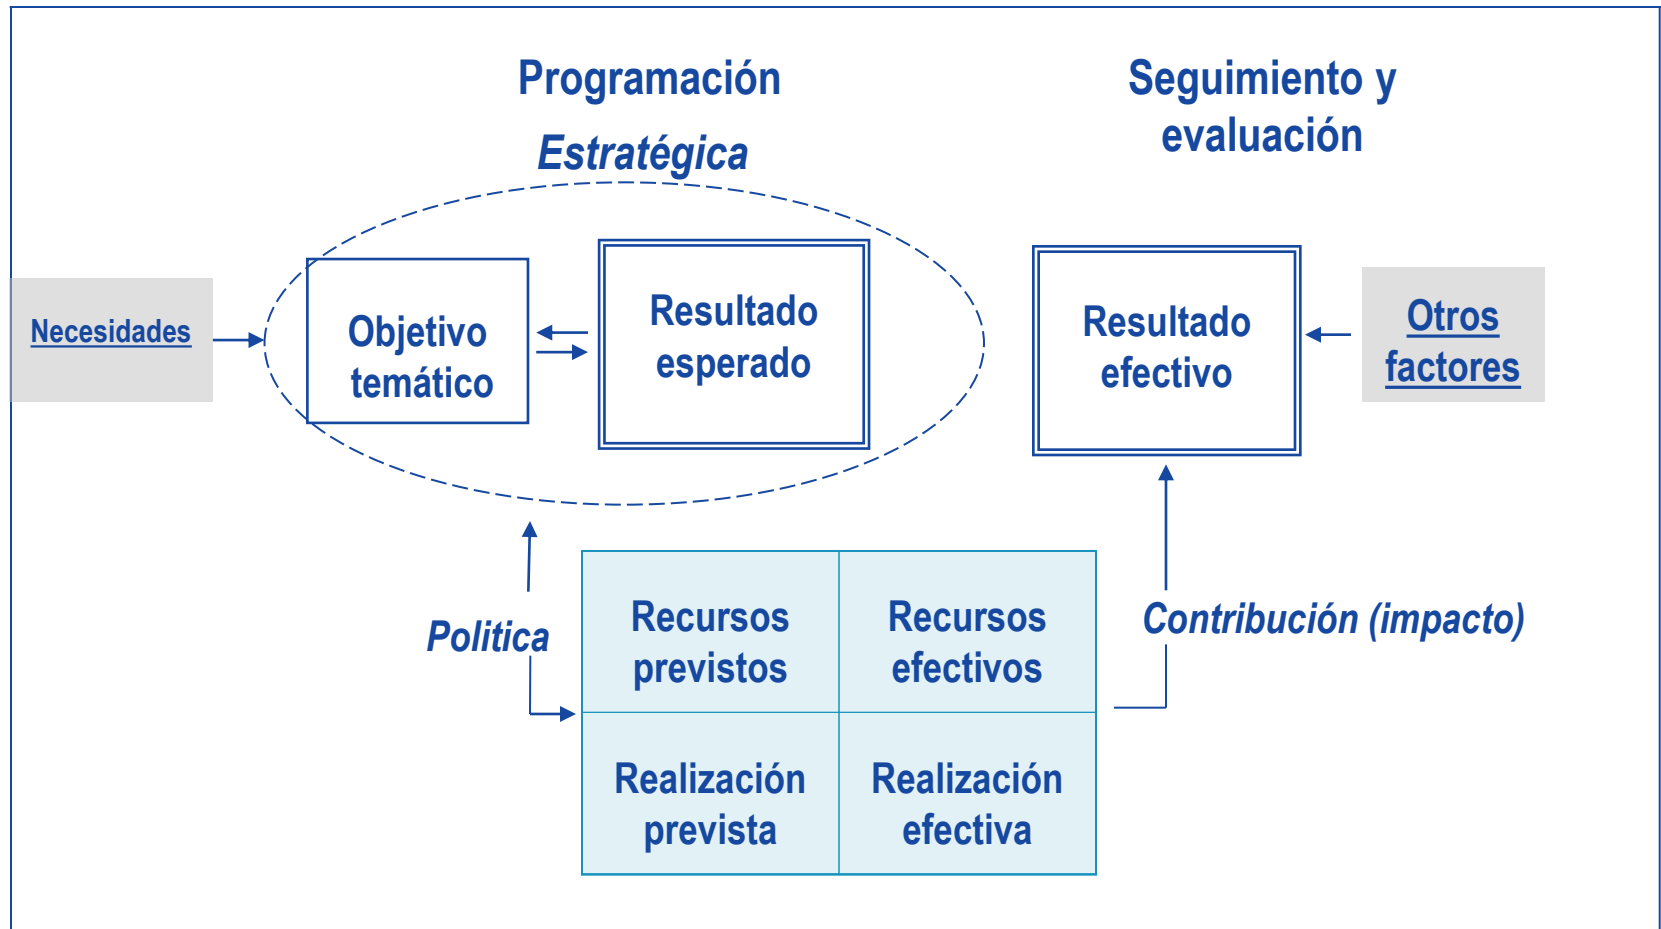 Programación
Estratégica
Seguimiento y
evaluación
Necesidades
Objetivo
temático
Resultado
esperado
Resultado
efectivo
Otros
factores
Politica
Recursos
previstos
Recursos
efectivos
Contribución (impacto)
Realización
prevista
Realización
efectiva